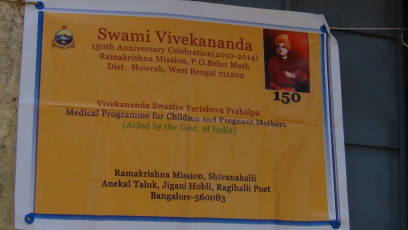 Swami Vivekananda
150th Anniversary Celebration(2010-2014)
Ramakrishna Mission, P.O.Belur Math
Dist. Howrah, West Bengal 711202
150
Vivekananda Swastya Parisheva Prakalpa
Medical Programme for Children and Pregnant Mothers
(Aided by the Govt. of India)
Ramakrishna Mission, Shivanahalli
Anekal Taluk, Jigani Hobli, Ragihalli Post
Bangalore-560083